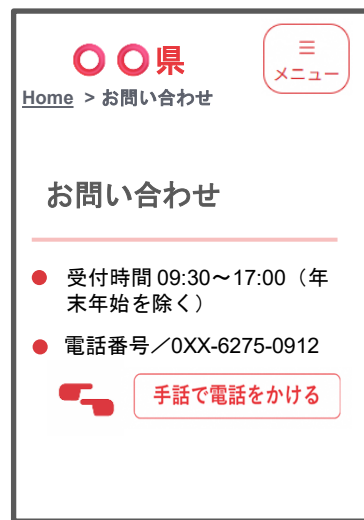 ⭕⭕県
メニュー
Home > お問い合わせ
お問い合わせ
受付時間 09:30～17:00（年
末年始を除く）
電話番号／0XX-6275-0912
手話で電話をかける